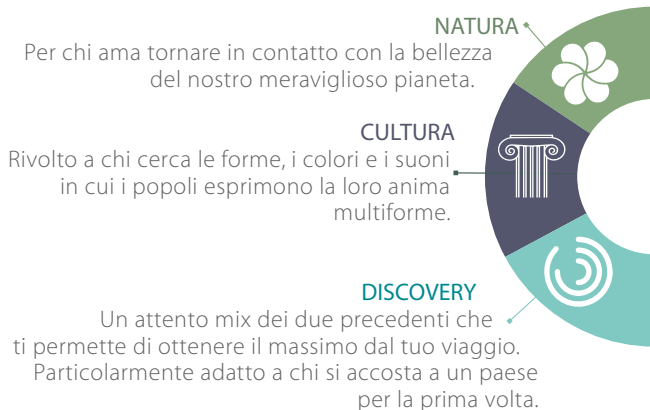 NATURA
Per chi ama tornare in contatto con la bellezza
del nostro meraviglioso pianeta.
CULTURA
Rivolto a chi cerca le forme, i colori e i suoni
in cui i popoli esprimono la loro anima
multiforme.
DISCOVERY
Un attento mix dei due precedenti che
ti permette di ottenere il massimo dal tuo viaggio.
Particolarmente adatto a chi si accosta a un paese
per la prima volta.